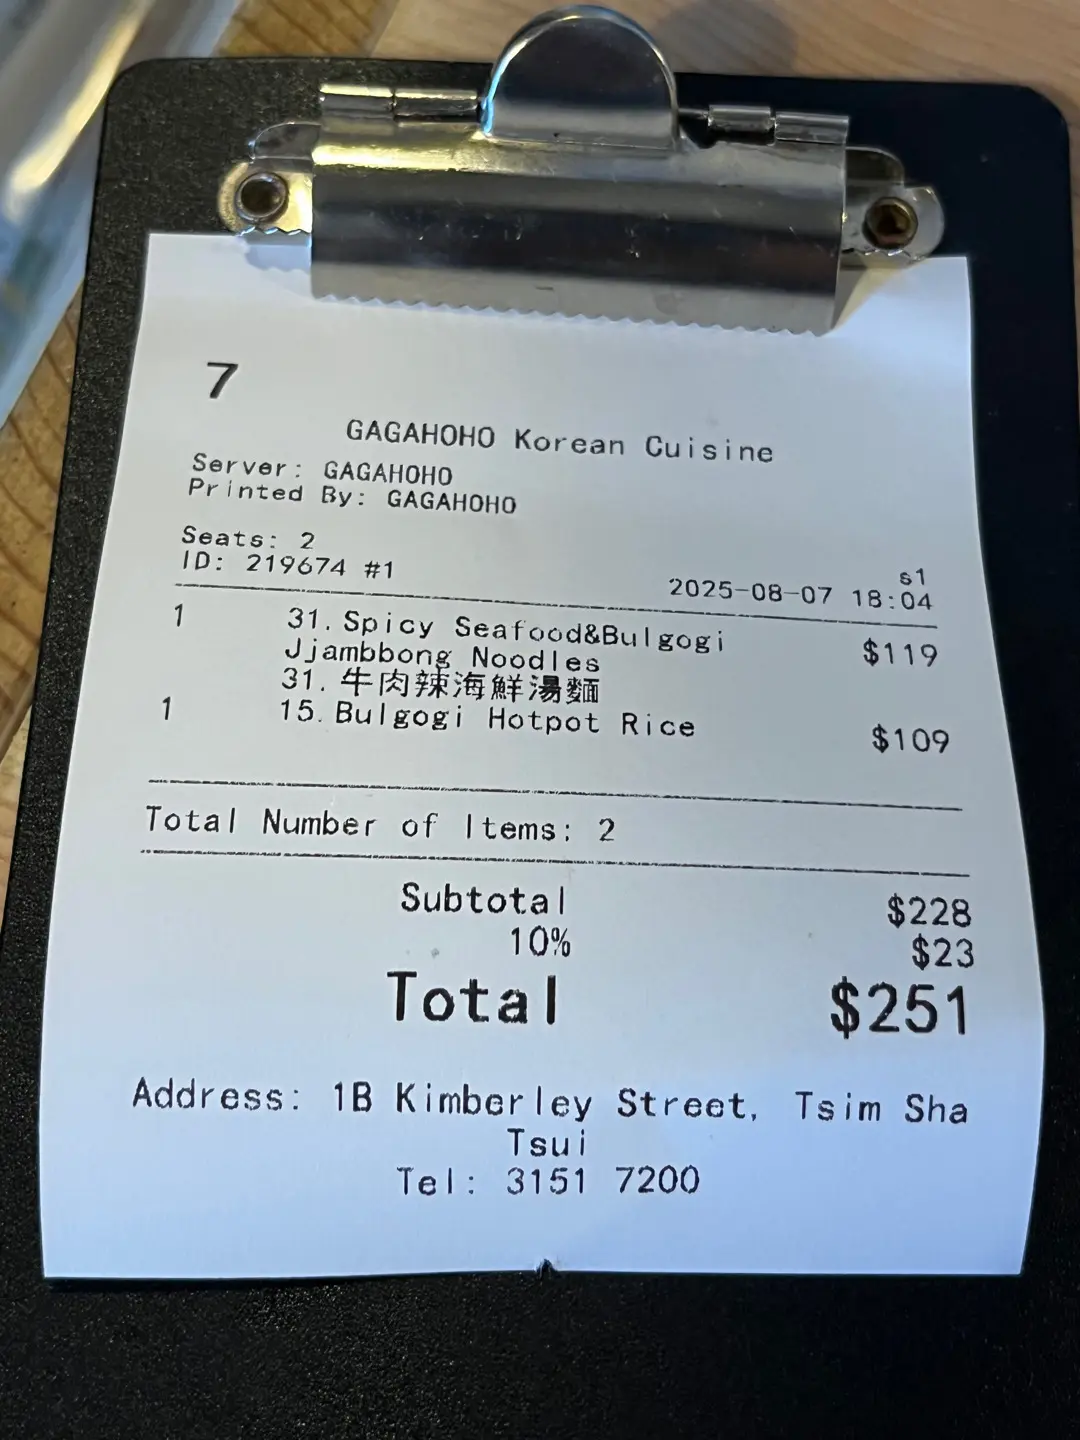 7
GAGAHOHO Korean Cuisine
Server: GAGAHOHO
Printed By: GAGAHOHO
Seats: 2
s1
ID: 219674 #1 2025-08-07 18:04
1 31. Spicy Seafood&Bulgogi $119
Jjambbong Noodles
31. 牛肉辣海鮮湯麵
1 15. Bulgogi Hotpot Rice $109
Total Number of Items: 2
Subtotal $228
10% $23
Total $251
Address: 1B Kimberley Street, Tsim Sha
Tsui
Tel: 3151 7200